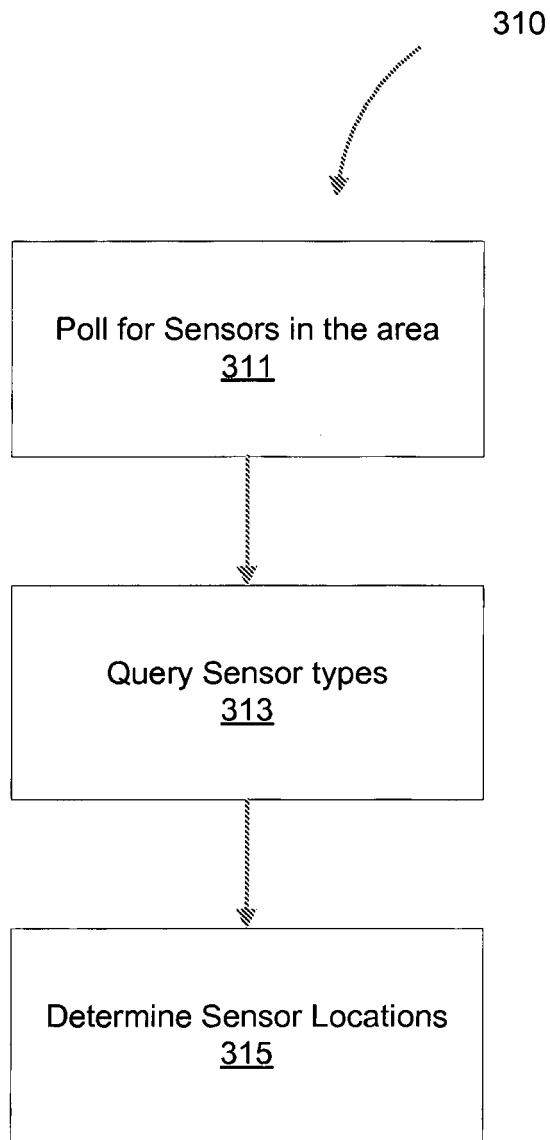 310
Poll for Sensors in the area
311
Query Sensor types
313
Determine Sensor Locations
315